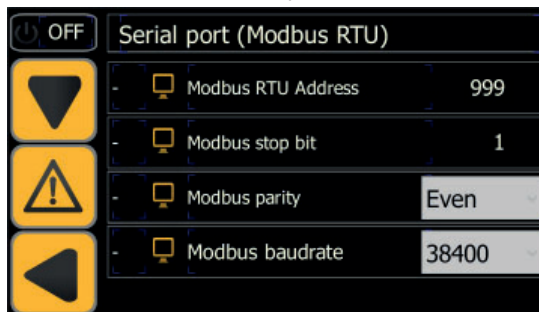 OFF Serial port (Modbus RTU)
- Modbus RTU Address 999
- Modbus stop bit 1
- Modbus parity Even
- Modbus baudrate 38400